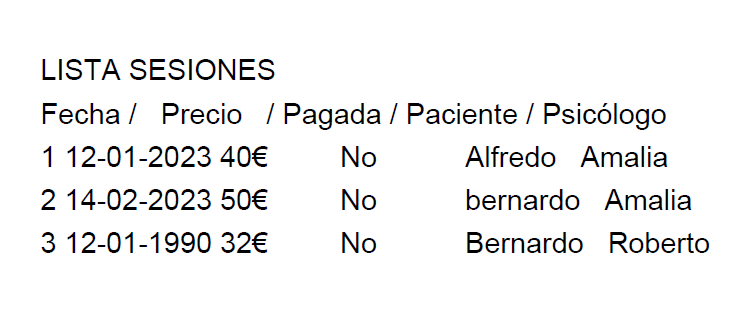 LISTA SESIONES
Fecha / Precio / Pagada / Paciente / Psicólogo
1 12-01-2023 40€ No Alfredo Amalia
2 14-02-2023 50€ No bernardo Amalia
3 12-01-1990 32€ No Bernardo Roberto